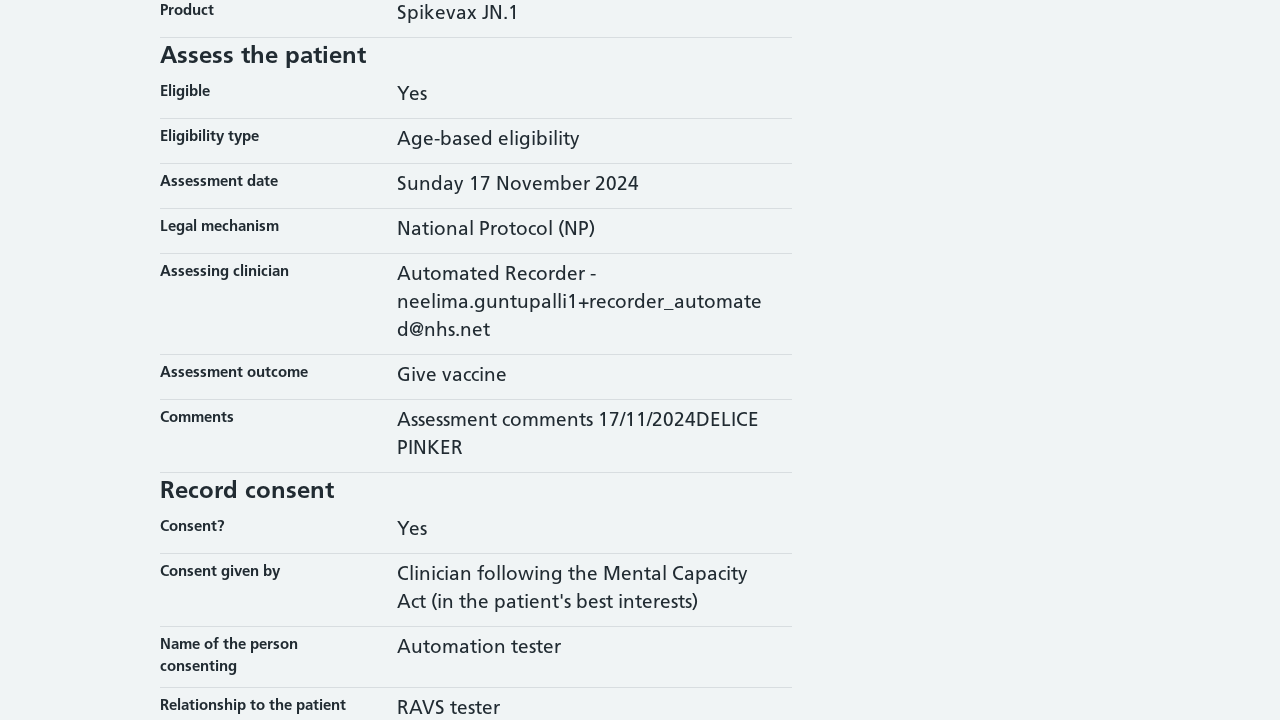 Product
Spikevax JN.1
Assess the patient
Eligible
Yes
Eligibility type
Age-based eligibility
Assessment date
Sunday 17 November 2024
Legal mechanism
National Protocol (NP)
Assessing clinician
Automated Recorder -
neelima.guntupalli1+recorder_automate
d@nhs.net
Assessment outcome
Give vaccine
Comments
Assessment comments 17/11/2024DELICE
PINKER
Record consent
Consent?
Yes
Consent given by
Clinician following the Mental Capacity
Act (in the patient's best interests)
Name of the person
consenting
Automation tester
Relationship to the patient
RAVS tester